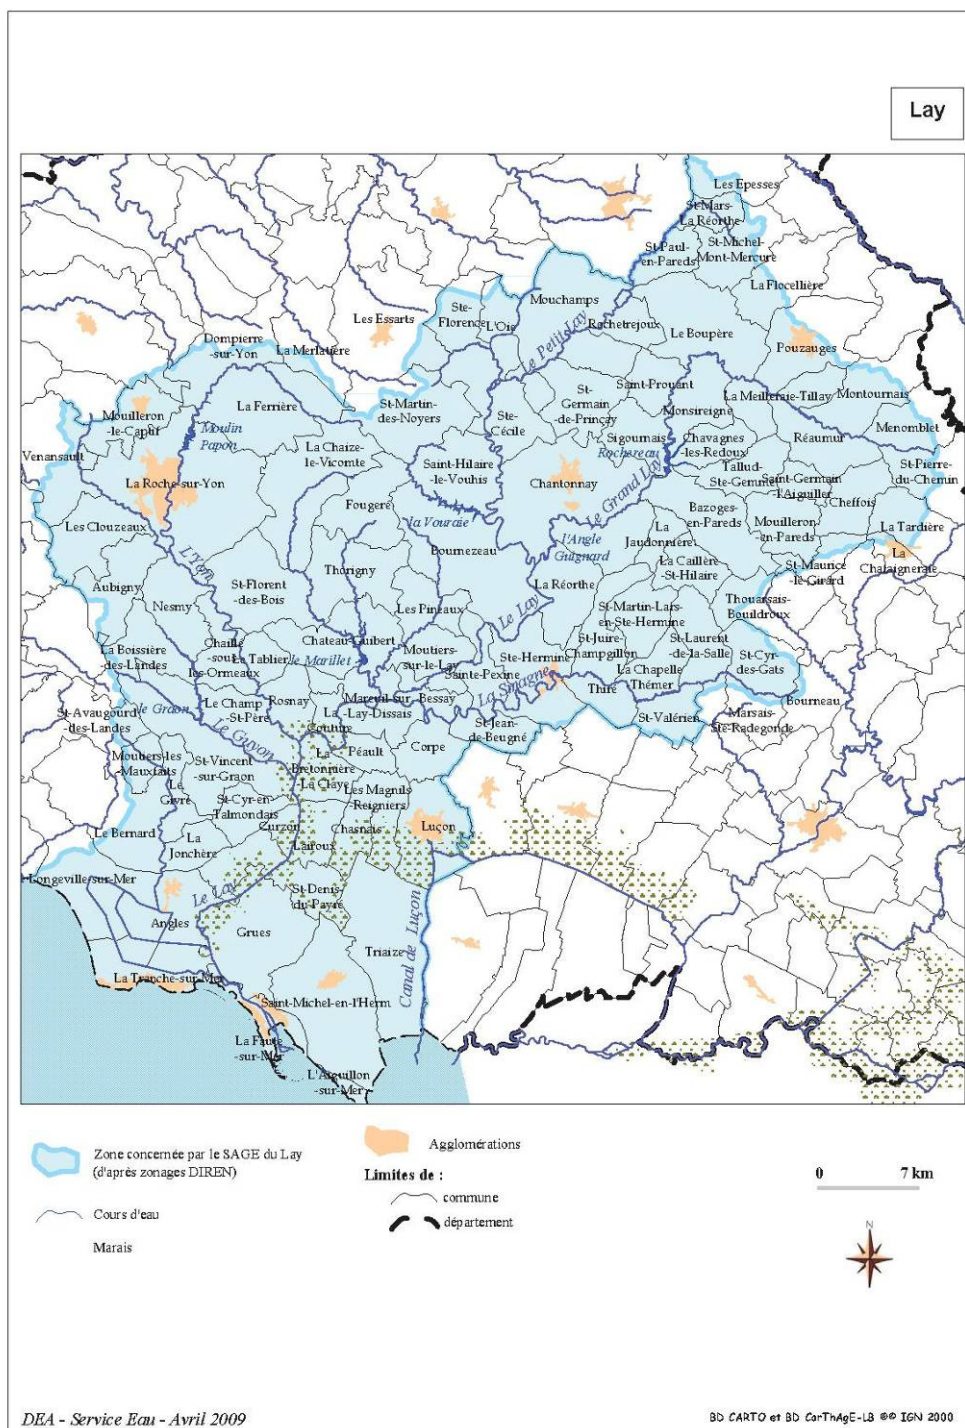 Lay
Les Epesses
St-Mars-
La Réorthe
St-Paul
-en-Pareds
St-Michel-
Mont-Mercure
La Flocellière
Mouchamps
Ste-
Florence
L'Oie
Les Essarts
Rochetrejoux
Le Boupère
Pouzauges
Le Petit Lay
Dompierre
-sur-Yon
La Merlatière
La Ferrière
St-Martin
-des-Noyers
Ste-
Cécile
St-
Germain
-de-Prinçay
Saint-Prouant
Monsireigne
La Meilleraie-Tillay
Montournais
Menomblet
Mouilleron
-le-Captif
Moulin
Papon
La Chaize-
le-Vicomte
Sigournais
Rochereau
Chavagnes
-les-Redoux
Réaumur
Venansault
La Roche-sur-Yon
Saint-Hilaire
-le-Vouhis
Chantonnay
Le Grand Lay
Tallud-
Ste-Gemme
Saint-Germain
-l'Aiguiller
Cheffois
St-Pierre-
du-Chemin
Fougeré
la Vouraie
Bazoges-
en-Pareds
Mouilleron
-en-Pareds
La Tardière
Les Clouzeaux
L'Yon
Bournezeau
l'Angle
Guignard
La
Jaudonnière
La Caillère
-St-Hilaire
St-Maurice
-le-Girard
La
Chataigneraie
Aubigny
St-Florent
-des-Bois
Thorigny
La Réorthe
Thouarsais-
Bouildroux
Nesmy
Les Pineaux
Le Lay
St-Martin-Lars-
en-Ste-Hermine
Chaillé
-sous-
les-Ormeaux
Le Tablier
Chateau-Guibert
le Marillet
Moutiers
-sur-le-Lay
Sainte-Pexine
Ste-Hermine
St-Juire-
Champgillon
St-Laurent
-de-la-Salle
St-Cyr
-des-Gats
La Boissière
-des-Landes
La Chapelle
Thémer
Thiré
La Smagne
Bourneau
St-Avaugourd
-des-Landes
le Graon
Le Champ
-St-Père
Rosnay
Mareuil-sur-
-Lay-Dissais
Bessay
La
Couture
St-Jean
-de-Beugné
St-Valérien
Marsais-
Ste-Radegonde
Le Guyon
Moutiers-les
-Mauxfaits
St-Vincent
-sur-Graon
La
Bretonnière
-La-Claye
Péault
Corpe
Le
Givre
St-Cyr-en-
Talmondais
Les Magnils
-Reigniers
Curzon
Chasnais
Luçon
Le Bernard
La
Jonchère
Lairoux
Longeville-sur-Mer
Le Lay
St-Denis-
du-Payré
Angles
Grues
Triaize
Canal de Luçon
La Tranche-sur-Mer
Saint-Michel-en-l'Herm
La Faute
-sur-Mer
L'Aiguillon
-sur-Mer
Zone concernée par le SAGE du Lay
(d'après zonages DIREN)
Cours d'eau
Marais
Agglomérations
Limites de :
commune
département
0 7 km
N
DEA - Service Eau - Avril 2009
BD CARTO et BD CarThAgE-LB ©© IGN 2000